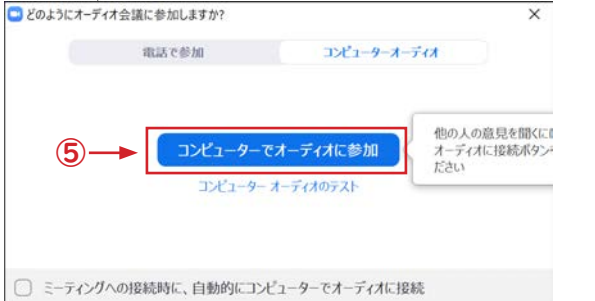 どのようにオーディオ会議に参加しますか?
電話で参加
コンピューターオーディオ
⑤
コンピューターでオーディオに参加
他の人の意見を聞くに
オーディオに接続ボタン
ださい
コンピューター オーディオのテスト
ミーティングへの接続時に、自動的にコンピューターでオーディオに接続